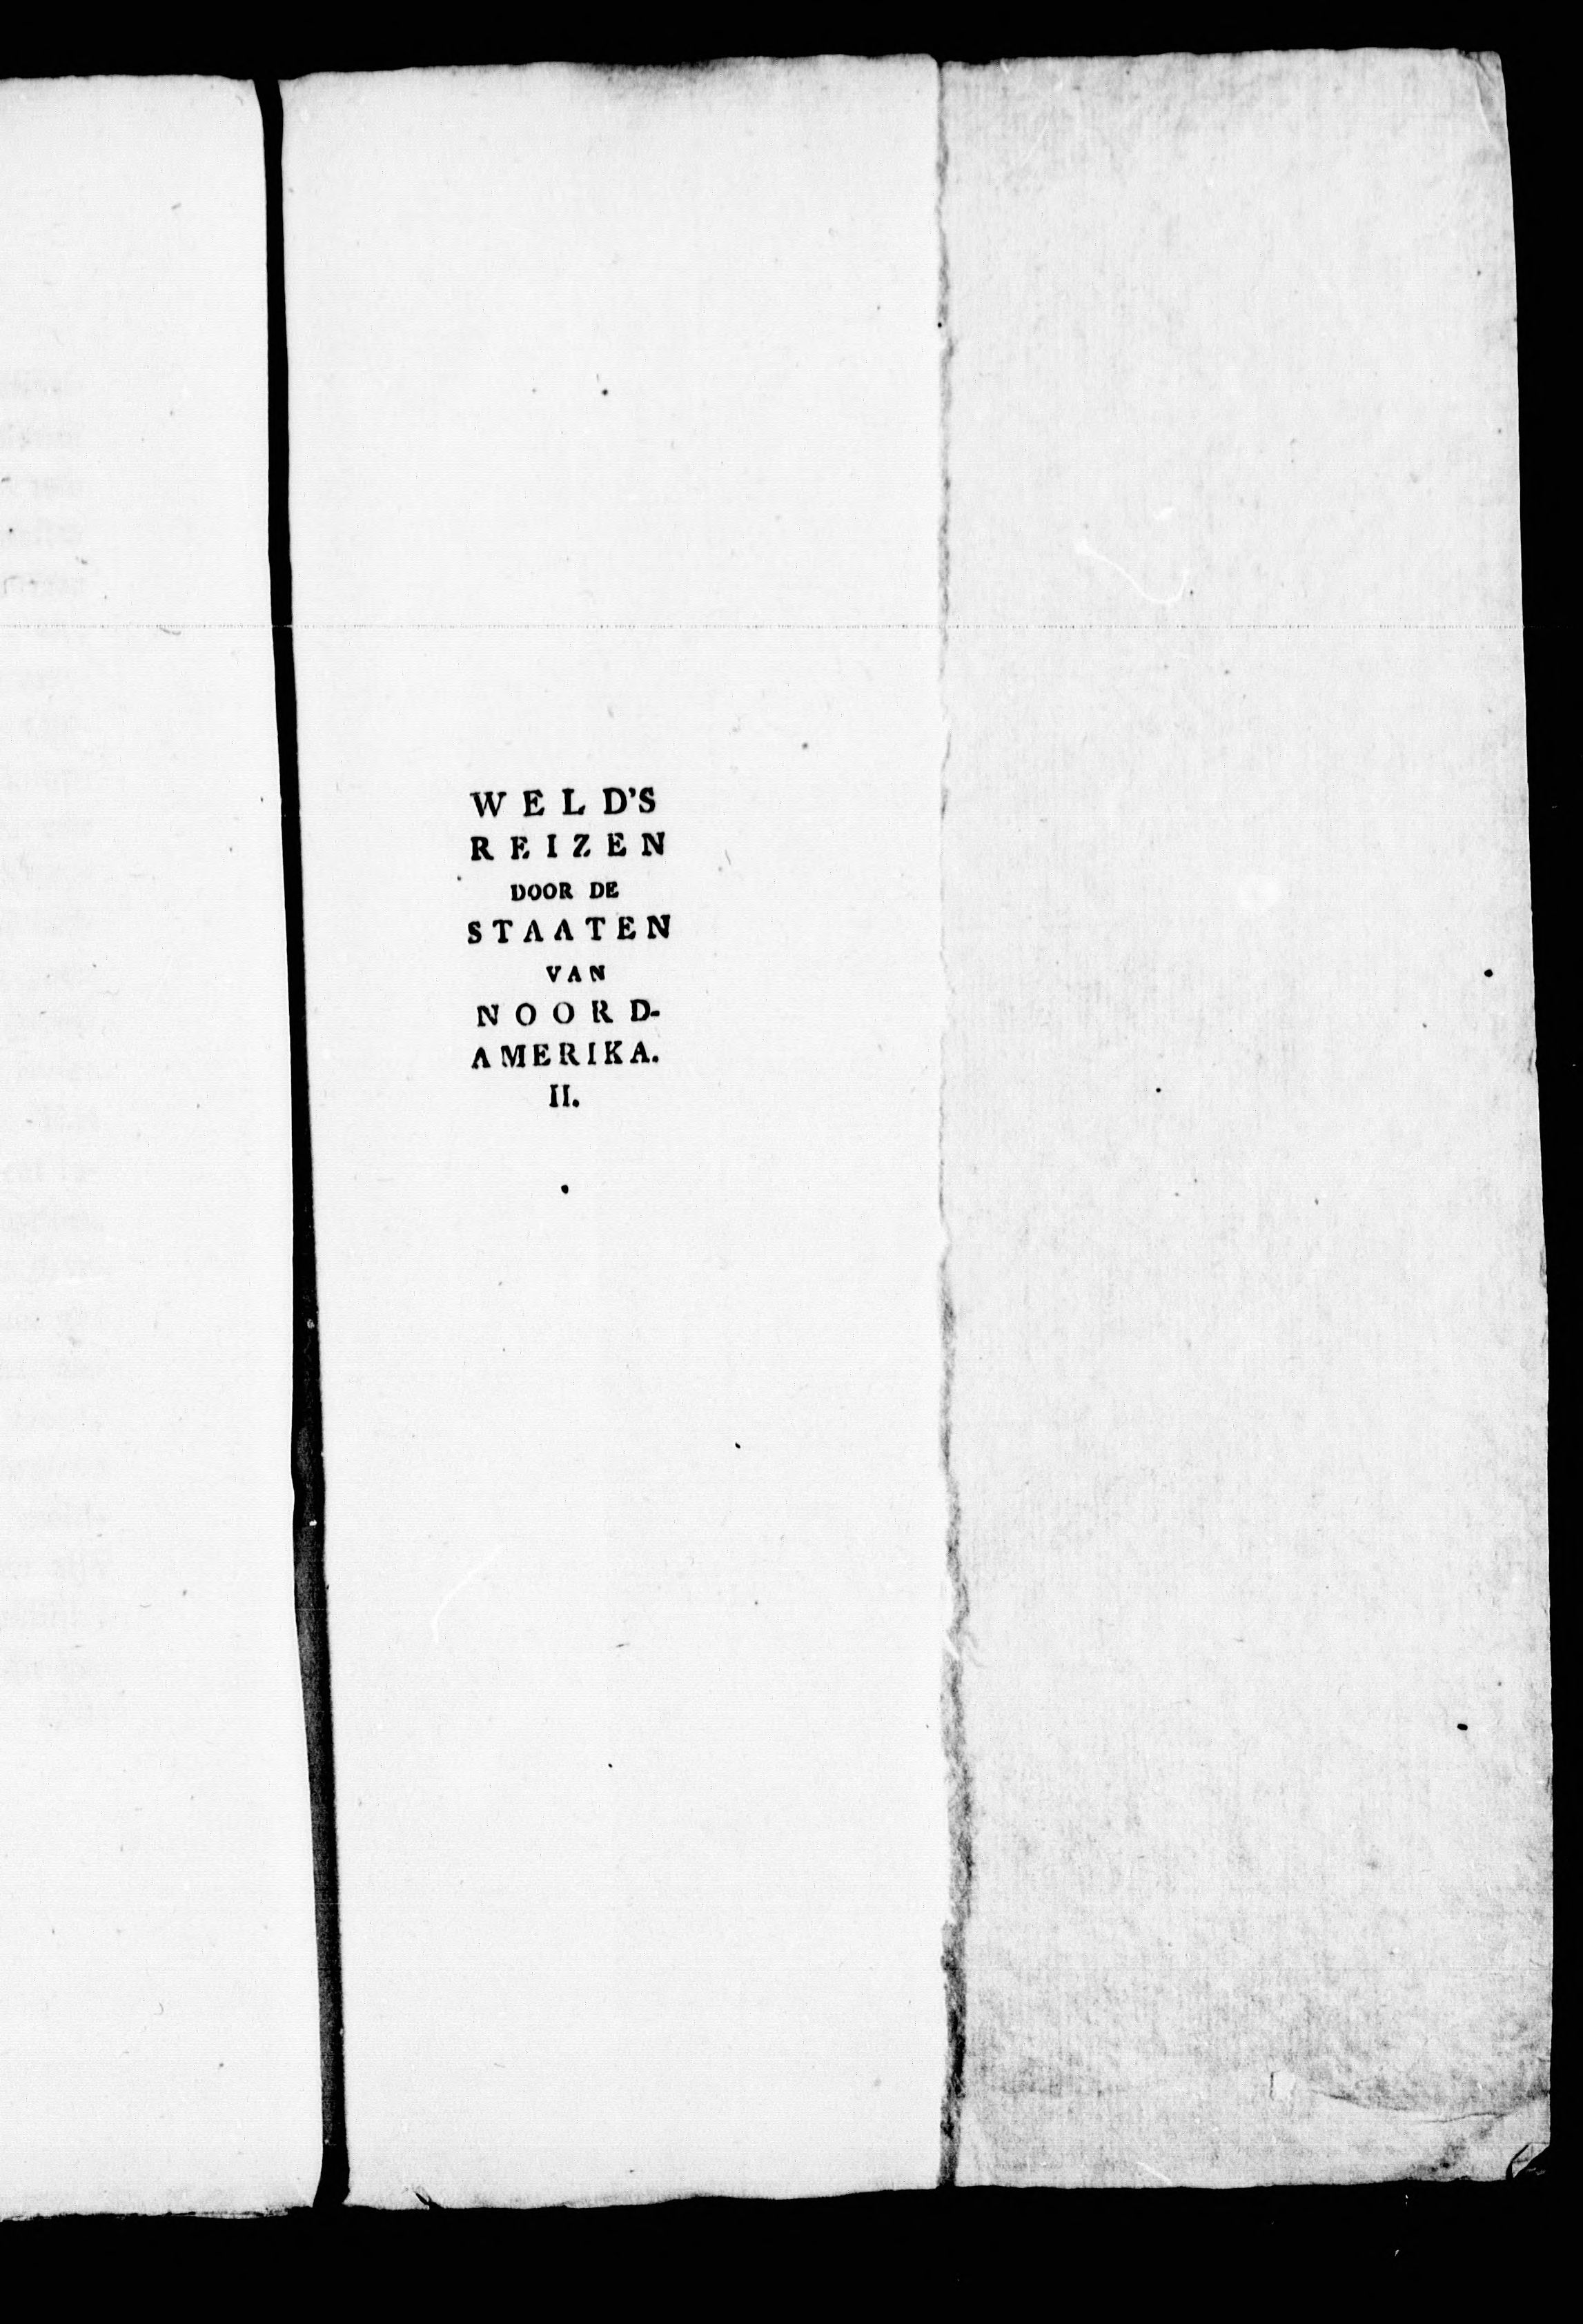 WELD'S
REIZEN
DOOR DE
STAATEN
VAN
NOORD-
AMERIKA.
II.